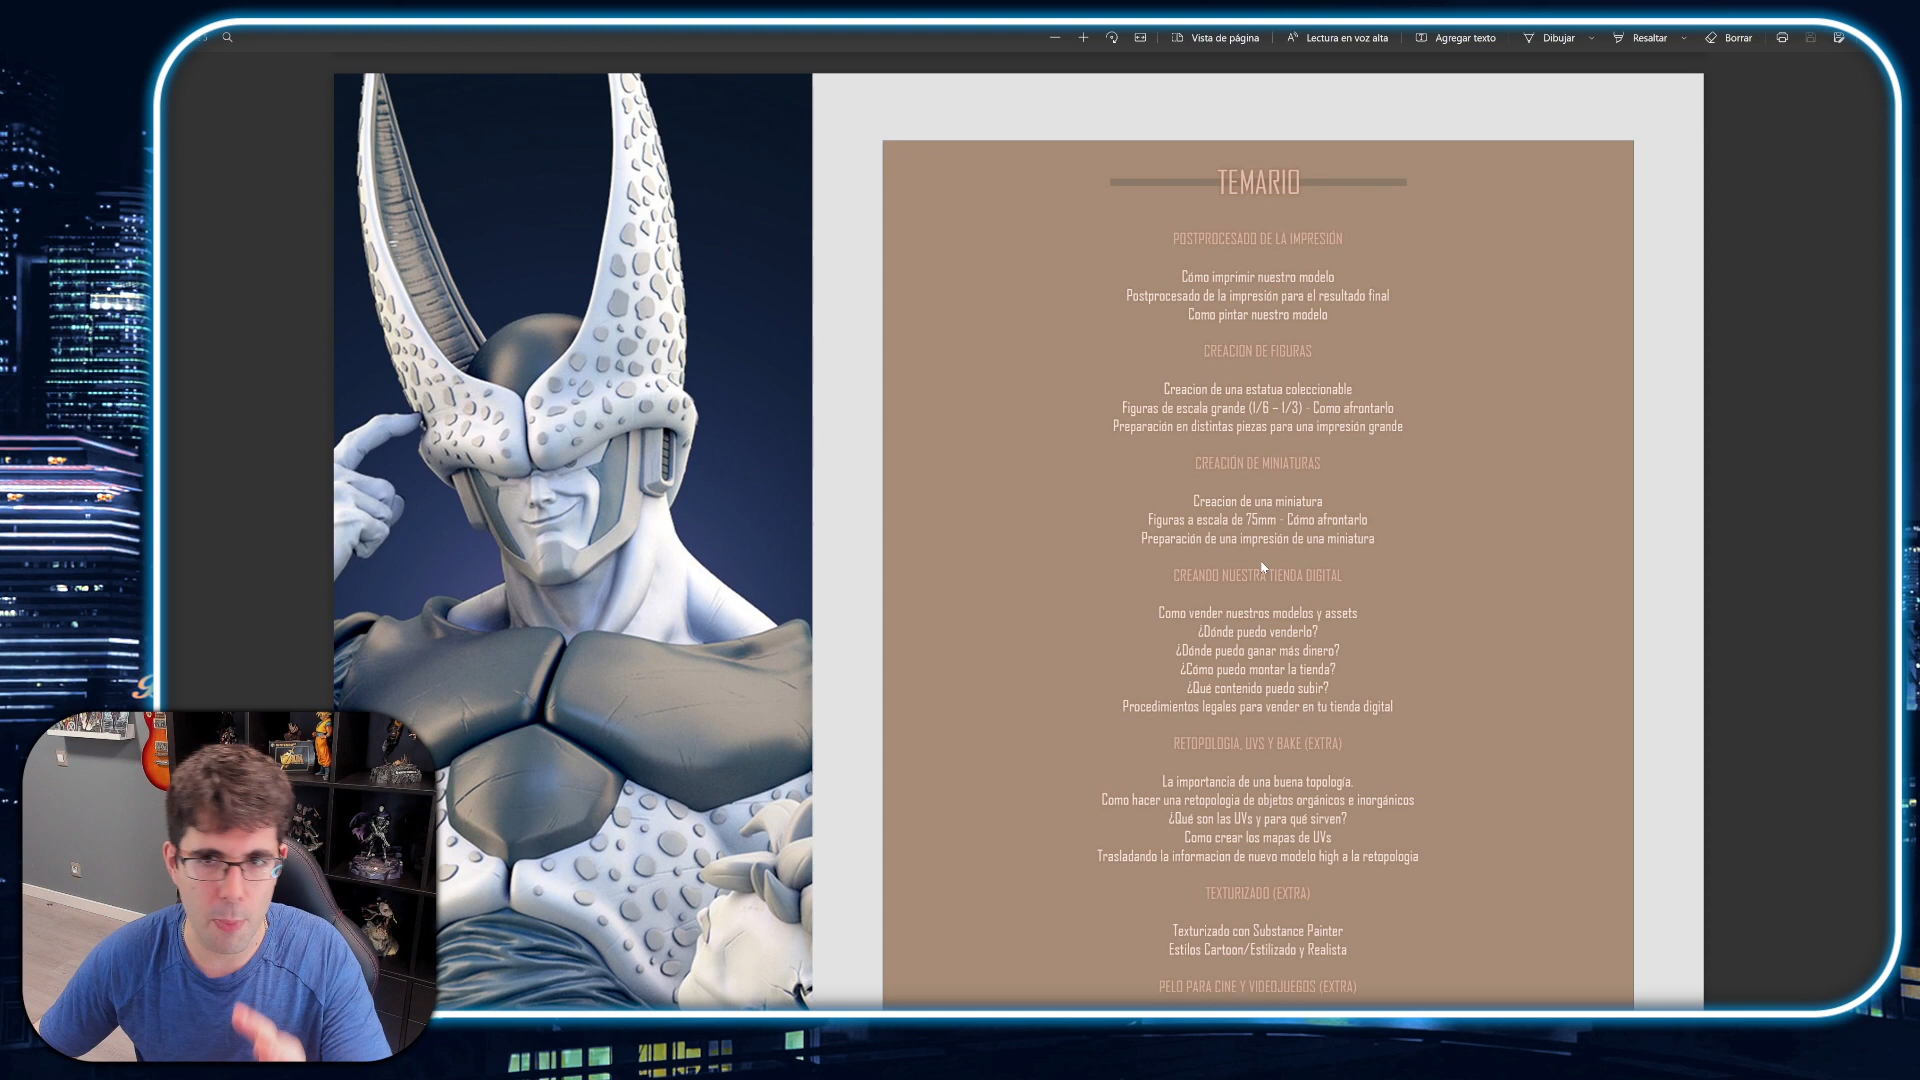 Vista de página
Lectura en voz alta
Agregar texto
Dibujar
Resaltar
Borrar
TEMARIO
POSTPROCESADO DE LA IMPRESIÓN
Cómo imprimir nuestro modelo
Postprocesado de la impresión para el resultado final
Como pintar nuestro modelo
CREACION DE FIGURAS
Creacion de una estatua coleccionable
Figuras de escala grande (1/6 – 1/3) - Como afrontarlo
Preparación en distintas piezas para una impresión grande
CREACIÓN DE MINIATURAS
Creacion de una miniatura
Figuras a escala de 75mm - Cómo afrontarlo
Preparación de una impresión de una miniatura
CREANDO NUESTRA TIENDA DIGITAL
Como vender nuestros modelos y assets
¿Dónde puedo venderlo?
¿Dónde puedo ganar más dinero?
¿Cómo puedo montar la tienda?
¿Qué contenido puedo subir?
Procedimientos legales para vender en tu tienda digital
RETOPOLOGIA, UVS Y BAKE (EXTRA)
La importancia de una buena topología.
Como hacer una retopologia de objetos orgánicos e inorgánicos
¿Qué son las UVs y para qué sirven?
Como crear los mapas de UVs
Trasladando la informacion de nuevo modelo high a la retopologia
TEXTURIZADO (EXTRA)
Texturizado con Substance Painter
Estilos Cartoon/Estilizado y Realista
PELO PARA CINE Y VIDEOJUEGOS (EXTRA)